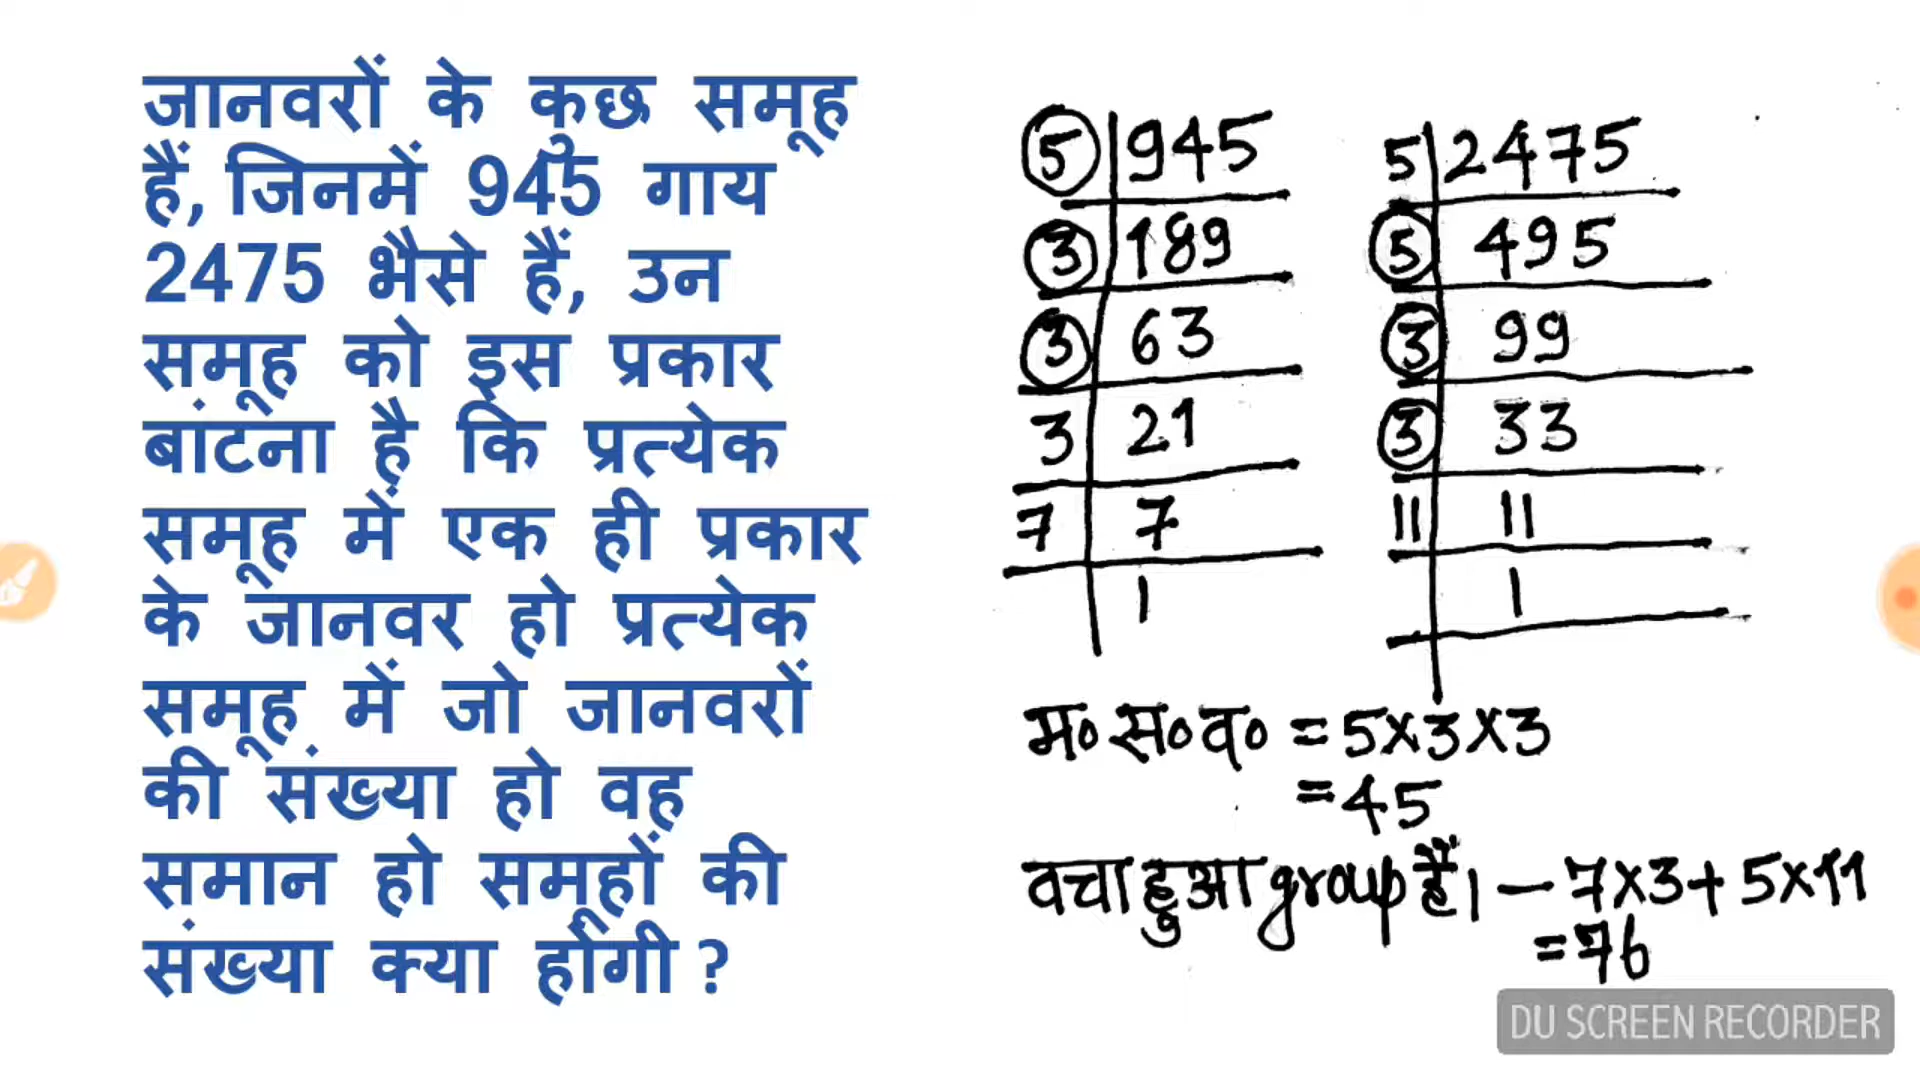 जानवरों के कुछ समूह
हैं, जिनमें 945 गाय
2475 भैसे हैं, उन
समूह को इस प्रकार
बांटना है कि प्रत्येक
समूह में एक ही प्रकार
के जानवर हो प्रत्येक
समूह में जो जानवरों
की संख्या हो वह
समान हो समूहों की
संख्या क्या होगी ?
5 945
3 189
3 63
3 21
7 7
1
5 2475
5 495
3 99
3 33
11 11
1
म० स० व० = 5x3x3
= 45
वचा हुआ group हैं। — 7x3+5x11
= 76
DU SCREEN RECORDER